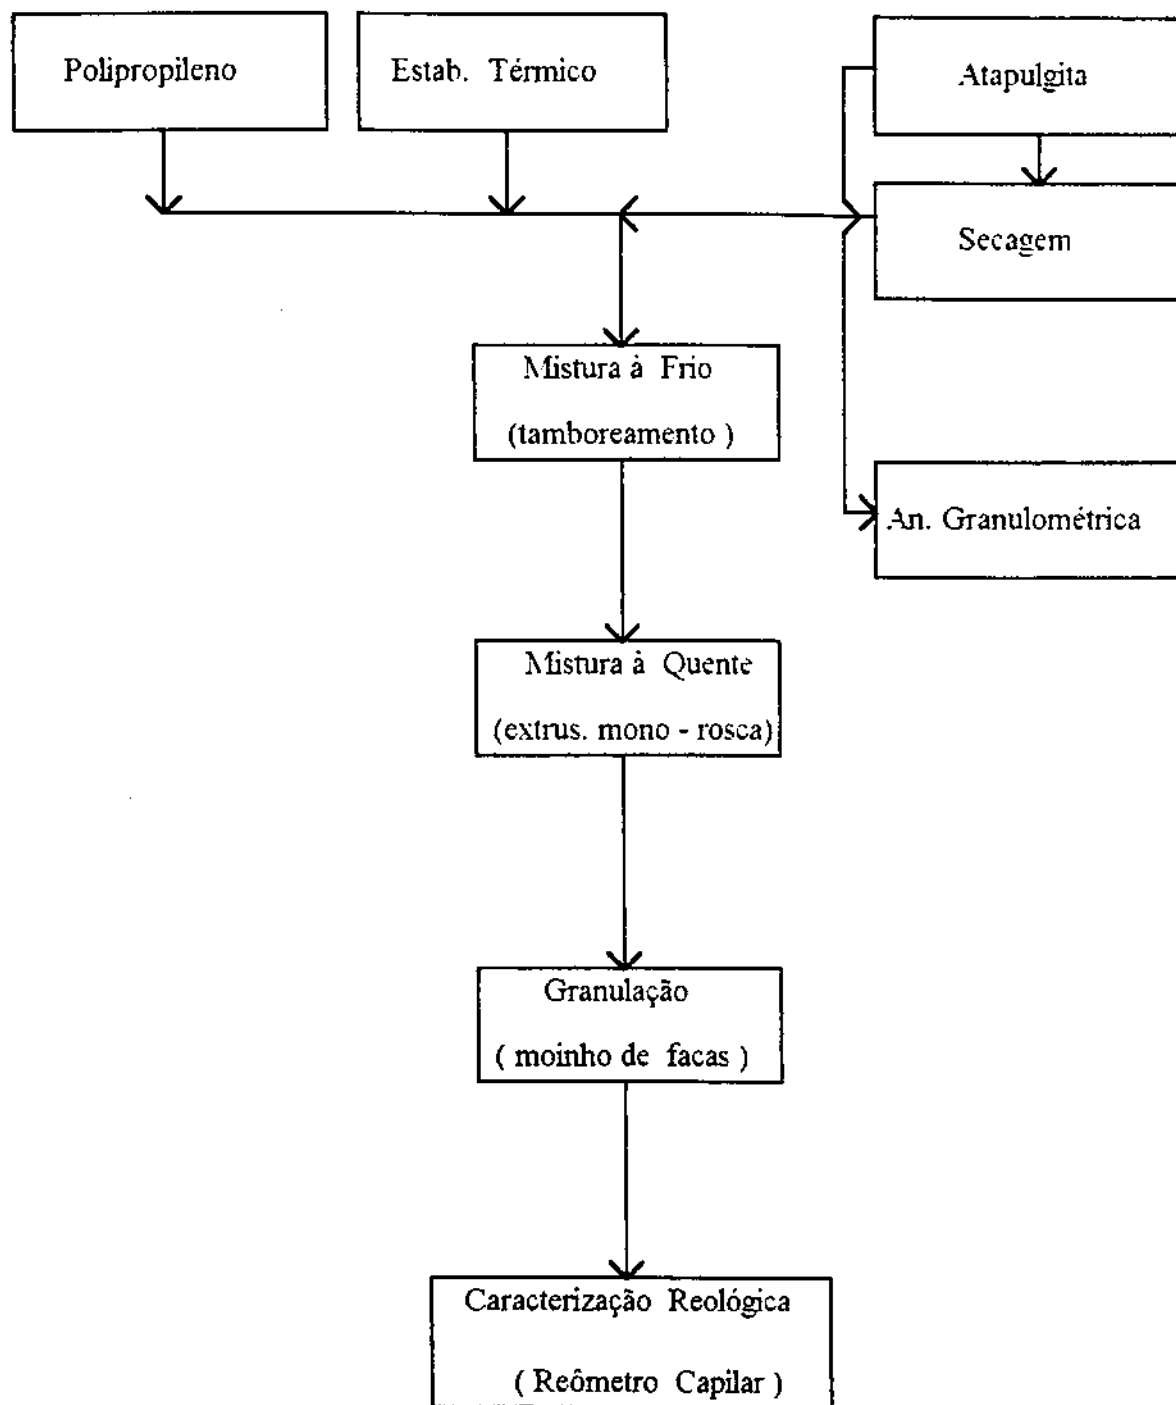 Polipropileno
Estab. Térmico
Atapulgita
Secagem
Mistura à Frio
(tamboreamento )
An. Granulométrica
Mistura à Quente
(extrus. mono - rosca)
Granulação
( moinho de facas )
Caracterização Reológica
( Reômetro Capilar )